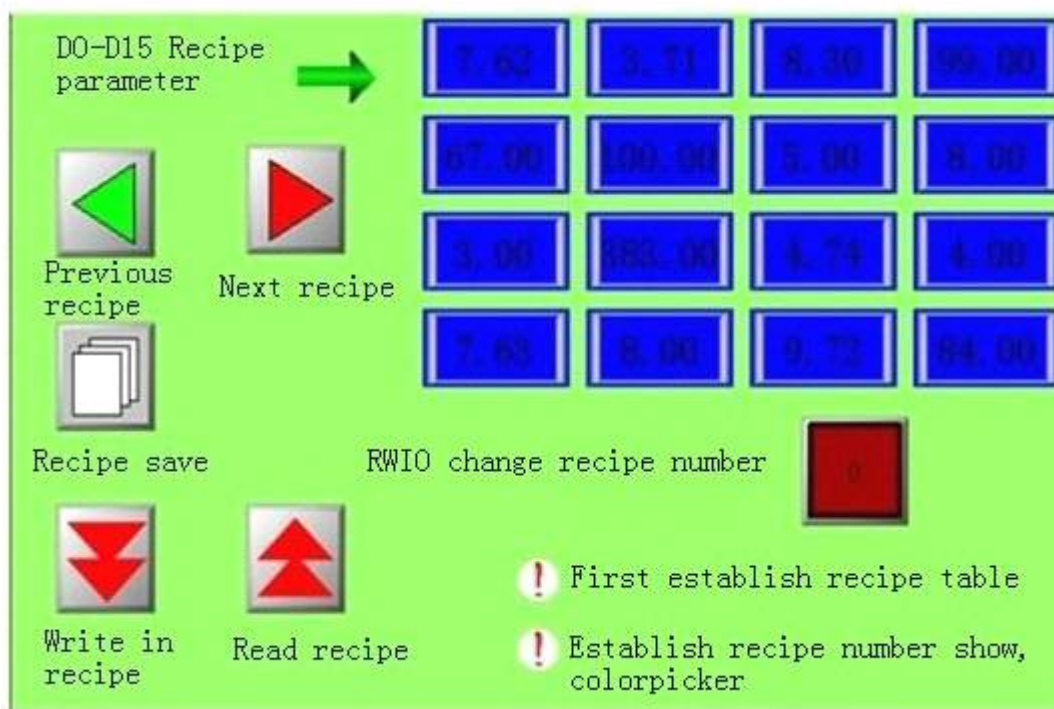 DO-D15 Recipe
parameter
7.62 3.71 8.30 99.00
67.00 100.00 5.00 8.00
3.00 383.00 4.74 4.00
7.63 8.00 9.72 84.00
Previous
recipe
Next recipe
Recipe save
RWIO change recipe number
0
Write in
recipe
Read recipe
First establish recipe table
Establish recipe number show,
colorpicker